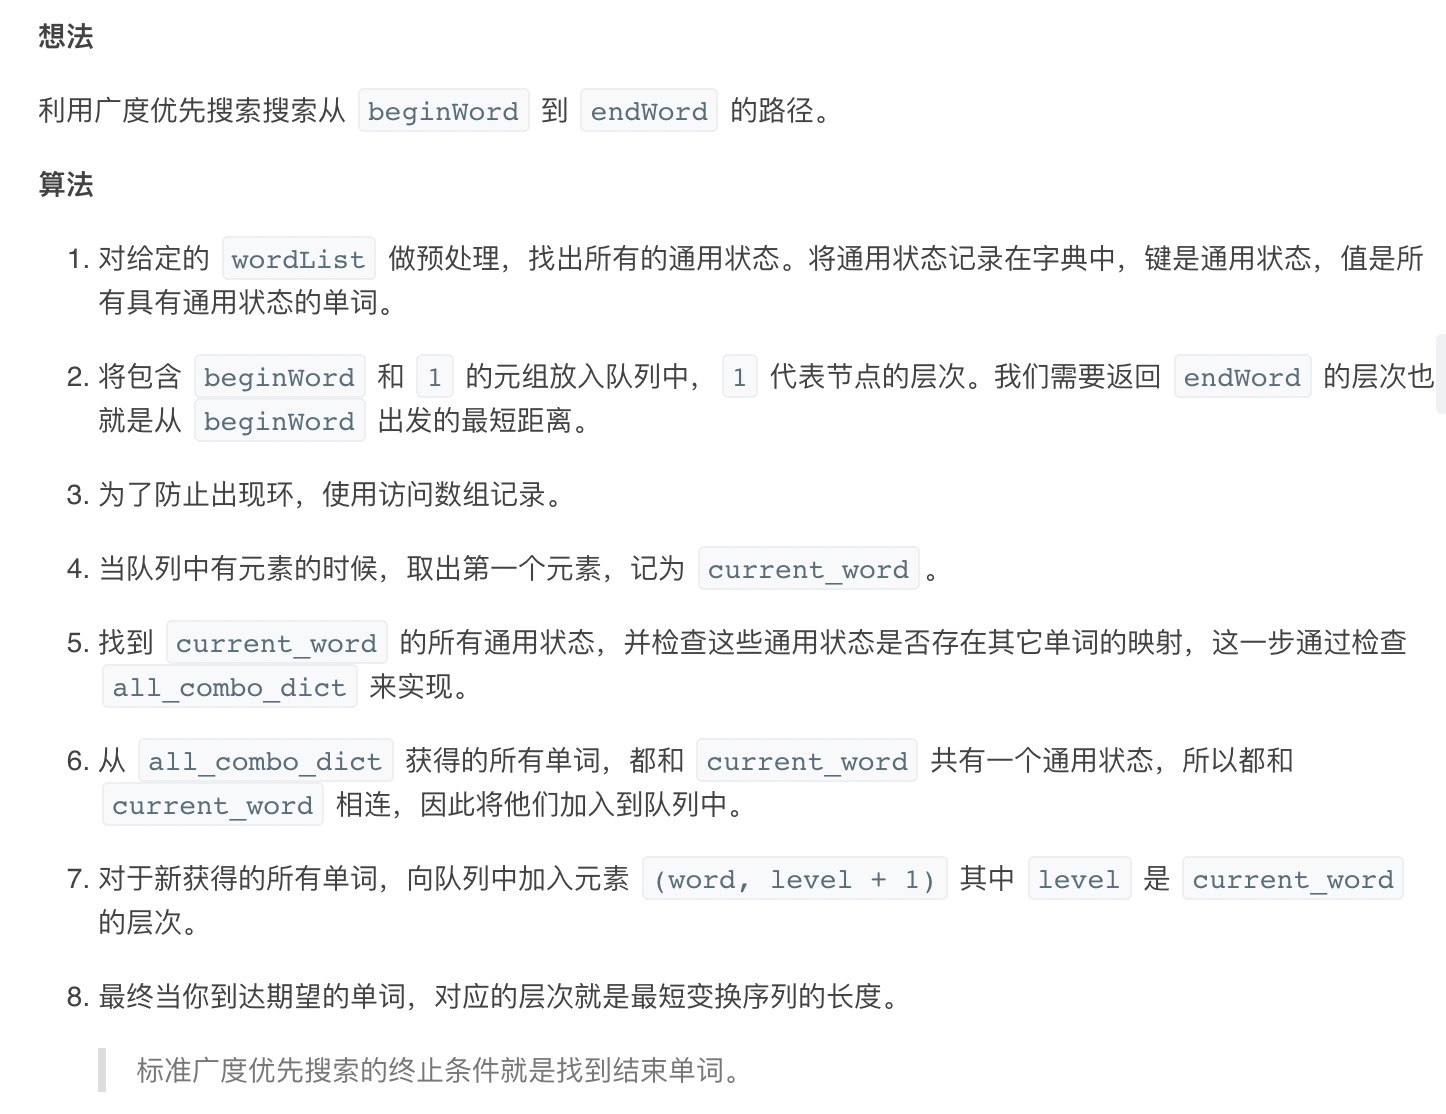 想法
利用广度优先搜索搜索从 beginWord 到 endWord 的路径。
算法
1. 对给定的 wordList 做预处理，找出所有的通用状态。将通用状态记录在字典中，键是通用状态，值是所
有具有通用状态的单词。
2. 将包含 beginWord 和 1 的元组放入队列中， 1 代表节点的层次。我们需要返回 endWord 的层次也
就是从 beginWord 出发的最短距离。
3. 为了防止出现环，使用访问数组记录。
4. 当队列中有元素的时候，取出第一个元素，记为 current_word 。
5. 找到 current_word 的所有通用状态，并检查这些通用状态是否存在其它单词的映射，这一步通过检查
all_combo_dict 来实现。
6. 从 all_combo_dict 获得的所有单词，都和 current_word 共有一个通用状态，所以都和
current_word 相连，因此将他们加入到队列中。
7. 对于新获得的所有单词，向队列中加入元素 (word, level + 1) 其中 level 是 current_word
的层次。
8. 最终当你到达期望的单词，对应的层次就是最短变换序列的长度。
标准广度优先搜索的终止条件就是找到结束单词。